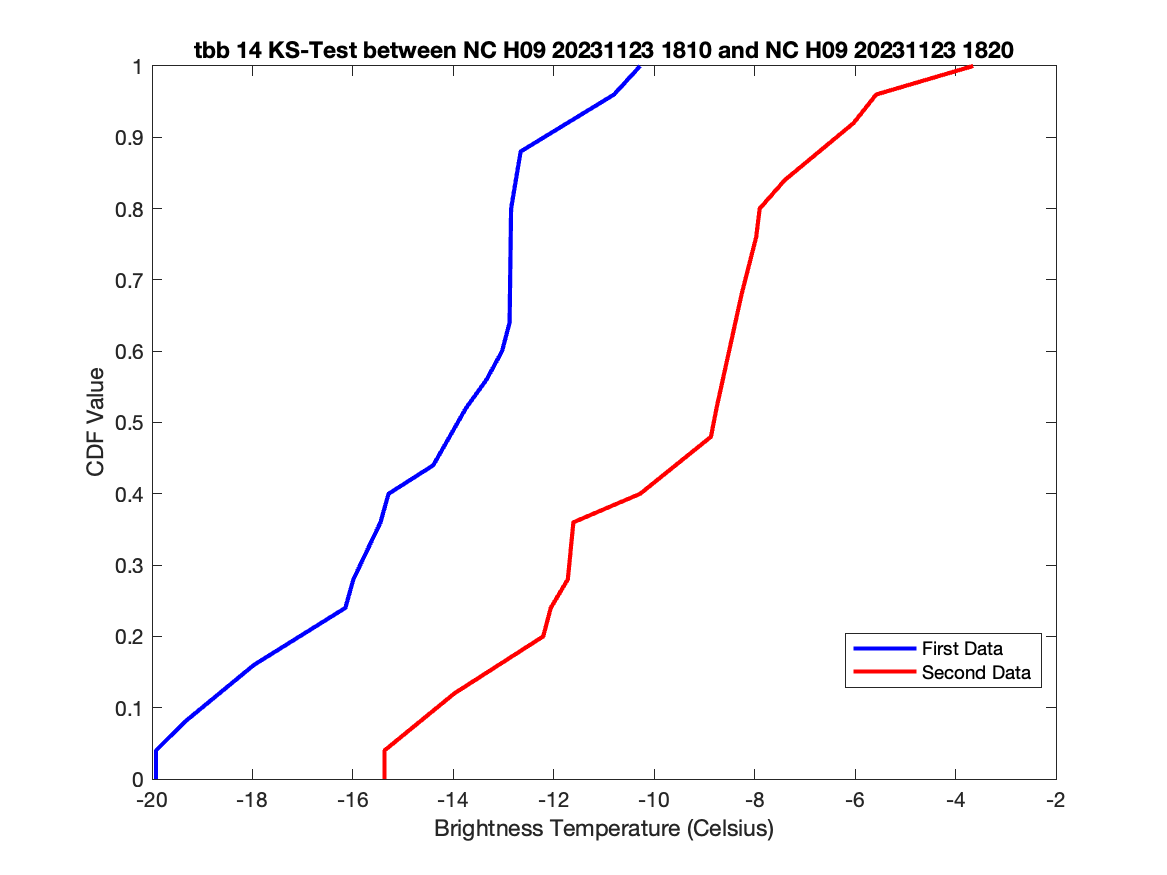 tbb 14 KS-Test between NC H09 20231123 1810 and NC H09 20231123 1820
1
0.9
0.8
0.7
0.6
0.5
0.4
0.3
0.2
0.1
0
CDF Value
First Data
Second Data
-20 -18 -16 -14 -12 -10 -8 -6 -4 -2
Brightness Temperature (Celsius)